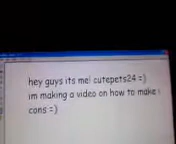 hey guys its me! cutepets24 =)
im making a video on how to make
cons =)